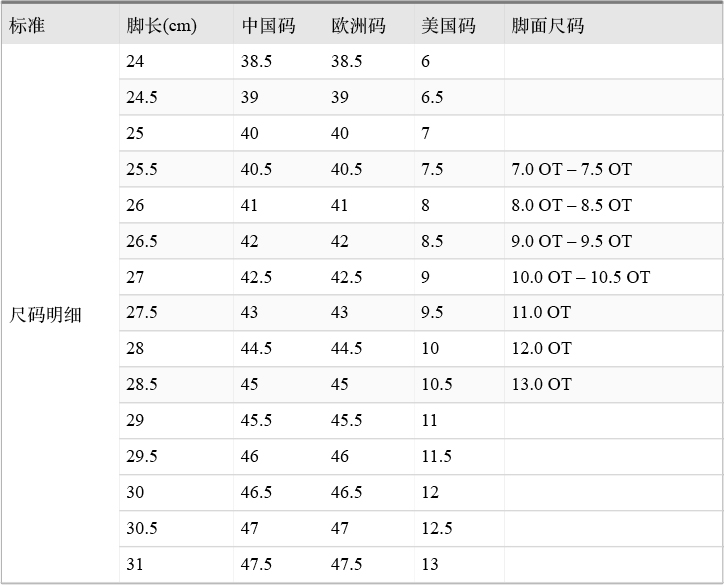 标准 脚长(cm) 中国码 欧洲码 美国码 脚面尺码
24 38.5 38.5 6
24.5 39 39 6.5
25 40 40 7
25.5 40.5 40.5 7.5 7.0 OT – 7.5 OT
26 41 41 8 8.0 OT – 8.5 OT
26.5 42 42 8.5 9.0 OT – 9.5 OT
27 42.5 42.5 9 10.0 OT – 10.5 OT
尺码明细 27.5 43 43 9.5 11.0 OT
28 44.5 44.5 10 12.0 OT
28.5 45 45 10.5 13.0 OT
29 45.5 45.5 11
29.5 46 46 11.5
30 46.5 46.5 12
30.5 47 47 12.5
31 47.5 47.5 13